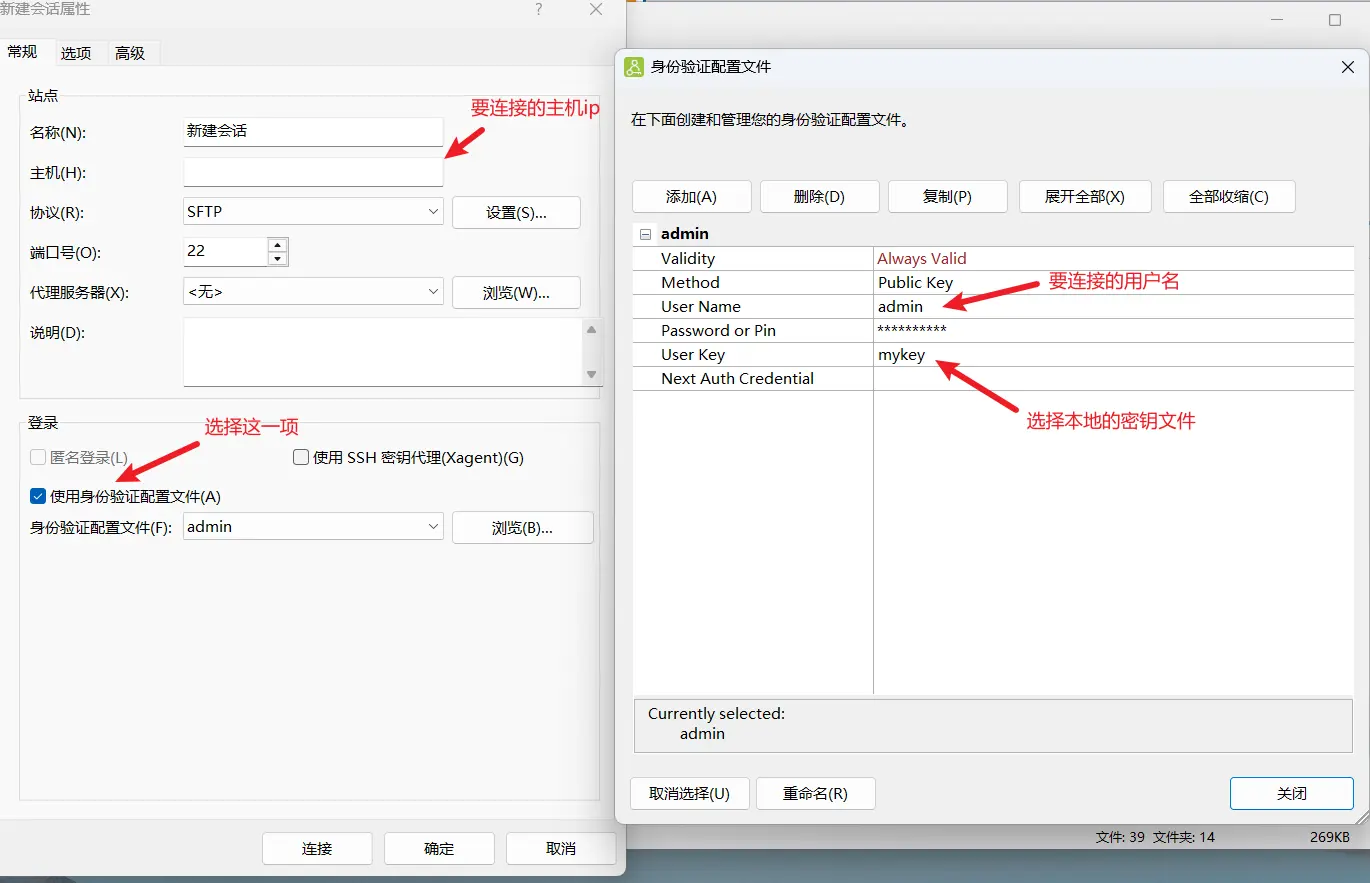 新建会话属性
?
常规 选项 高级
站点
名称(N): 新建会话
要连接的主机ip
主机(H):
协议(R): SFTP 设置(S)...
端口号(O): 22
代理服务器(X): <无> 浏览(W)...
说明(D):
登录
选择这一项
匿名登录(L) 使用 SSH 密钥代理(Xagent)(G)
使用身份验证配置文件(A)
身份验证配置文件(F): admin 浏览(B)...
连接 确定 取消
身份验证配置文件
在下面创建和管理您的身份验证配置文件。
添加(A) 删除(D) 复制(P) 展开全部(X) 全部收缩(C)
admin
Validity Always Valid
Method Public Key
要连接的用户名
User Name admin
Password or Pin **********
User Key mykey
Next Auth Credential
选择本地的密钥文件
Currently selected:
admin
取消选择(U) 重命名(R) 关闭
文件: 39 文件夹: 14 269KB